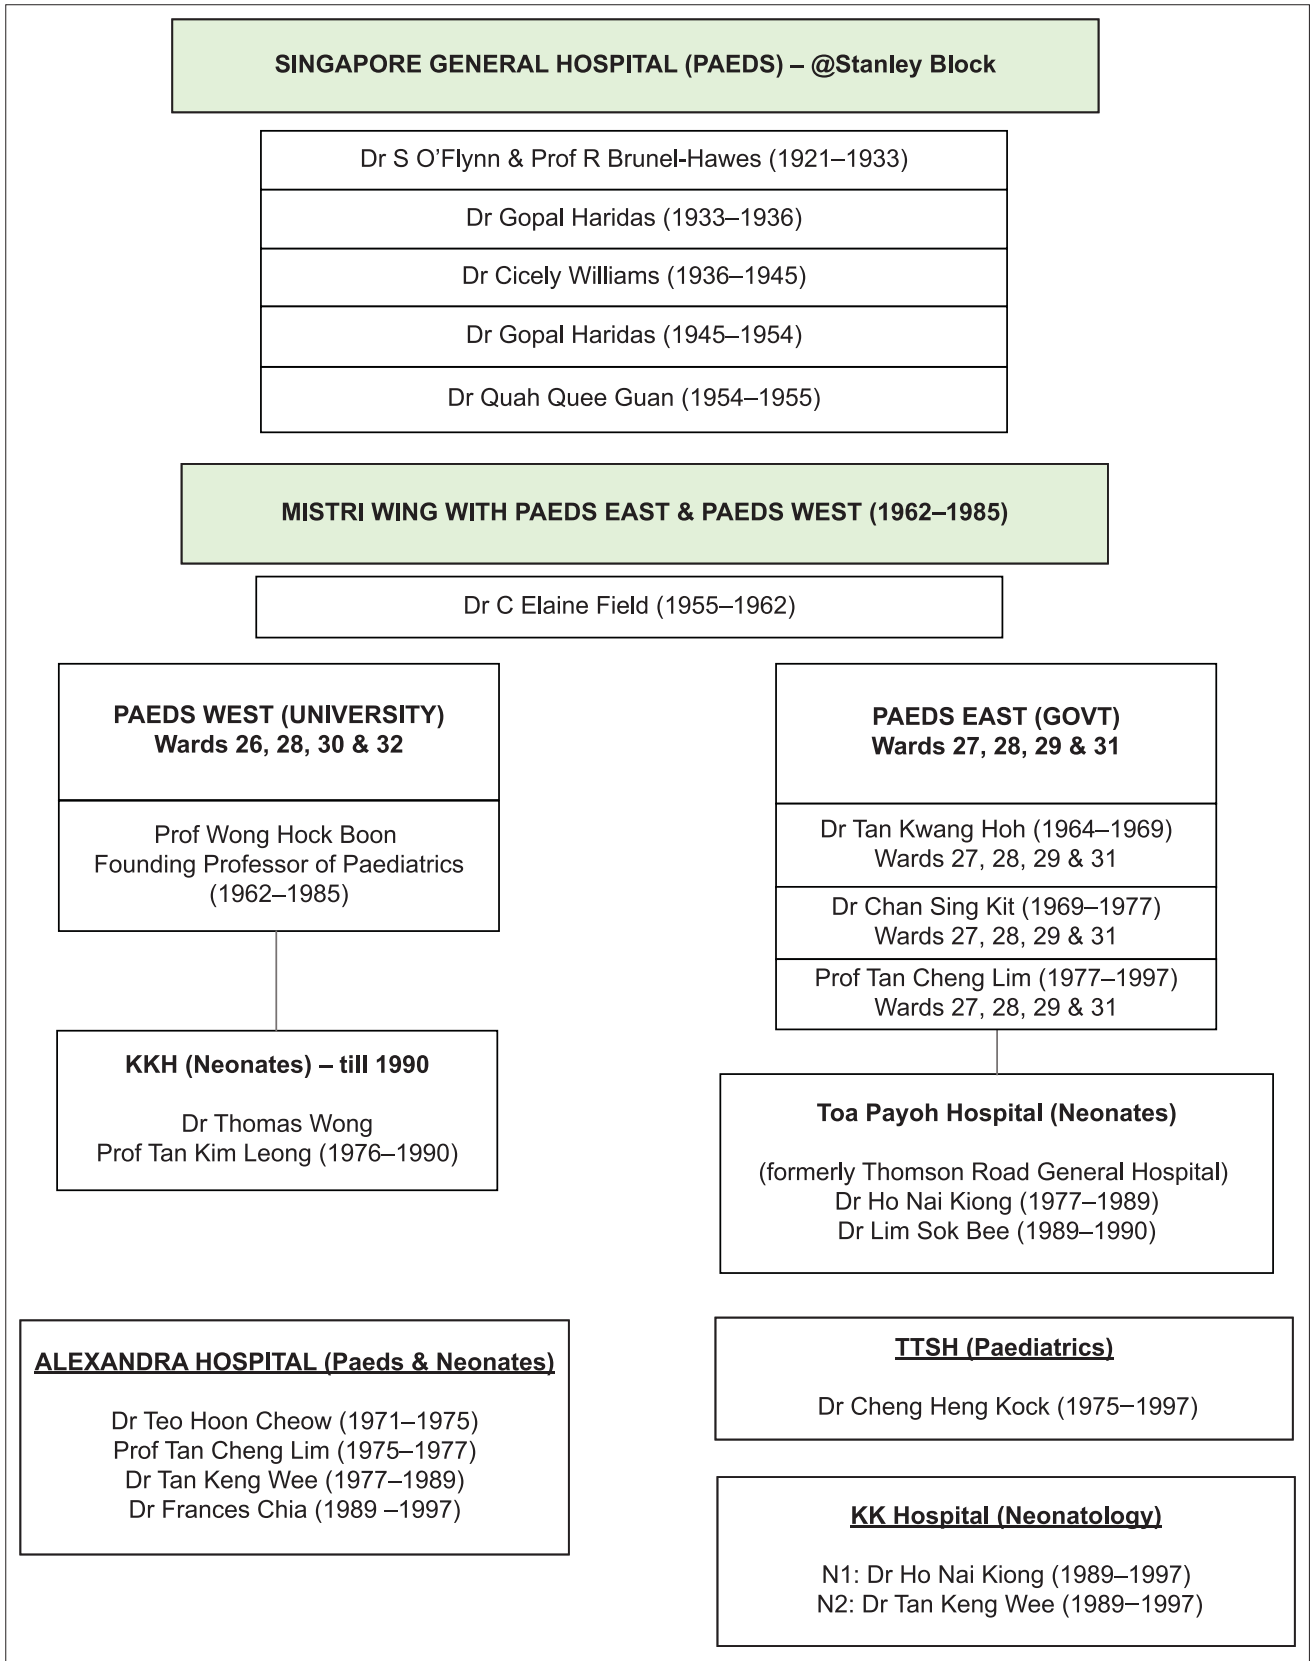 SINGAPORE GENERAL HOSPITAL (PAEDS) – @Stanley Block
Dr S O'Flynn & Prof R Brunel-Hawes (1921–1933)
Dr Gopal Haridas (1933–1936)
Dr Cicely Williams (1936–1945)
Dr Gopal Haridas (1945–1954)
Dr Quah Quee Guan (1954–1955)
MISTRI WING WITH PAEDS EAST & PAEDS WEST (1962–1985)
Dr C Elaine Field (1955–1962)
PAEDS WEST (UNIVERSITY)
Wards 26, 28, 30 & 32
Prof Wong Hock Boon
Founding Professor of Paediatrics
(1962–1985)
KKH (Neonates) – till 1990
Dr Thomas Wong
Prof Tan Kim Leong (1976–1990)
PAEDS EAST (GOVT)
Wards 27, 28, 29 & 31
Dr Tan Kwang Hoh (1964–1969)
Wards 27, 28, 29 & 31
Dr Chan Sing Kit (1969–1977)
Wards 27, 28, 29 & 31
Prof Tan Cheng Lim (1977–1997)
Wards 27, 28, 29 & 31
Toa Payoh Hospital (Neonates)
(formerly Thomson Road General Hospital)
Dr Ho Nai Kiong (1977–1989)
Dr Lim Sok Bee (1989–1990)
ALEXANDRA HOSPITAL (Paeds & Neonates)
Dr Teo Hoon Cheow (1971–1975)
Prof Tan Cheng Lim (1975–1977)
Dr Tan Keng Wee (1977–1989)
Dr Frances Chia (1989 –1997)
TTSH (Paediatrics)
Dr Cheng Heng Kock (1975–1997)
KK Hospital (Neonatology)
N1: Dr Ho Nai Kiong (1989–1997)
N2: Dr Tan Keng Wee (1989–1997)